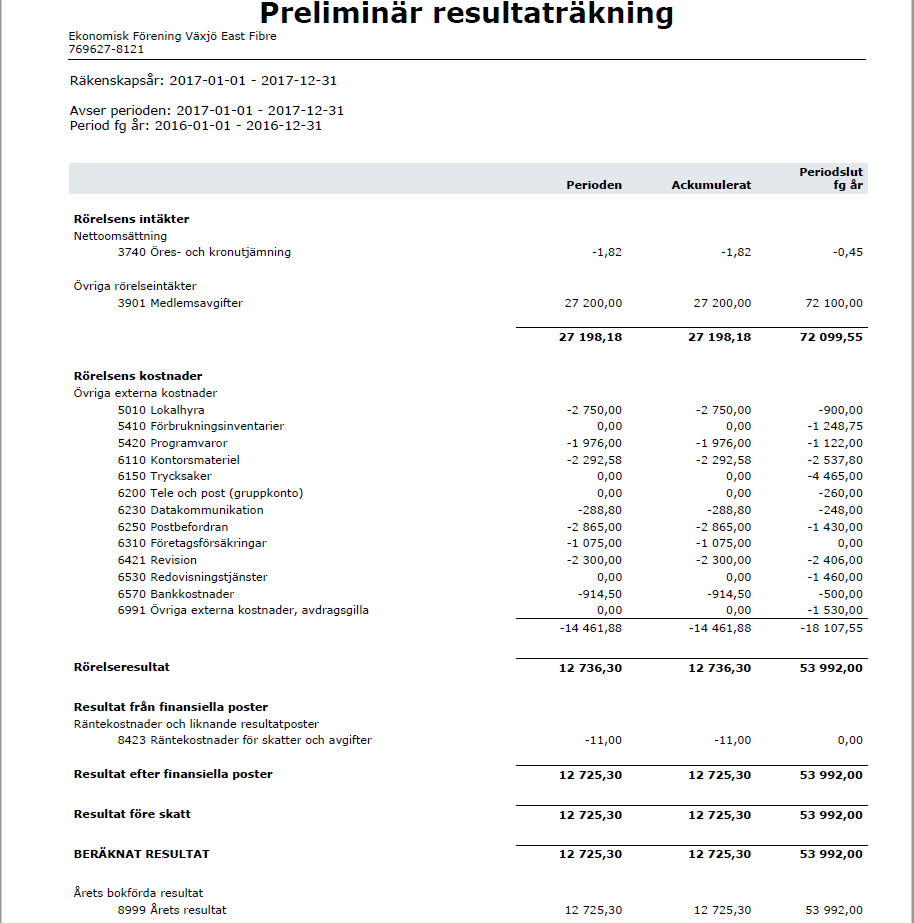 Preliminär resultaträkning
Ekonomisk Förening Växjö East Fibre
769627-8121
Räkenskapsår: 2017-01-01 - 2017-12-31
Avser perioden: 2017-01-01 - 2017-12-31
Period fg år: 2016-01-01 - 2016-12-31
Perioden Ackumulerat Periodslut fg år
Rörelsens intäkter
Nettoomsättning
3740 Öres- och kronutjämning -1,82 -1,82 -0,45
Övriga rörelseintäkter
3901 Medlemsavgifter 27 200,00 27 200,00 72 100,00
27 198,18 27 198,18 72 099,55
Rörelsens kostnader
Övriga externa kostnader
5010 Lokalhyra -2 750,00 -2 750,00 -900,00
5410 Förbrukningsinventarier 0,00 0,00 -1 248,75
5420 Programvaror -1 976,00 -1 976,00 -1 122,00
6110 Kontorsmateriel -2 292,58 -2 292,58 -2 537,80
6150 Trycksaker 0,00 0,00 -4 465,00
6200 Tele och post (gruppkonto) 0,00 0,00 -260,00
6230 Datakommunikation -288,80 -288,80 -248,00
6250 Postbefordran -2 865,00 -2 865,00 -1 430,00
6310 Företagsförsäkringar -1 075,00 -1 075,00 0,00
6421 Revision -2 300,00 -2 300,00 -2 406,00
6530 Redovisningstjänster 0,00 0,00 -1 460,00
6570 Bankkostnader -914,50 -914,50 -500,00
6991 Övriga externa kostnader, avdragsgilla 0,00 0,00 -1 530,00
-14 461,88 -14 461,88 -18 107,55
Rörelseresultat 12 736,30 12 736,30 53 992,00
Resultat från finansiella poster
Räntekostnader och liknande resultatposter
8423 Räntekostnader för skatter och avgifter -11,00 -11,00 0,00
Resultat efter finansiella poster 12 725,30 12 725,30 53 992,00
Resultat före skatt 12 725,30 12 725,30 53 992,00
BERÄKNAT RESULTAT 12 725,30 12 725,30 53 992,00
Årets bokförda resultat
8999 Årets resultat 12 725,30 12 725,30 53 992,00